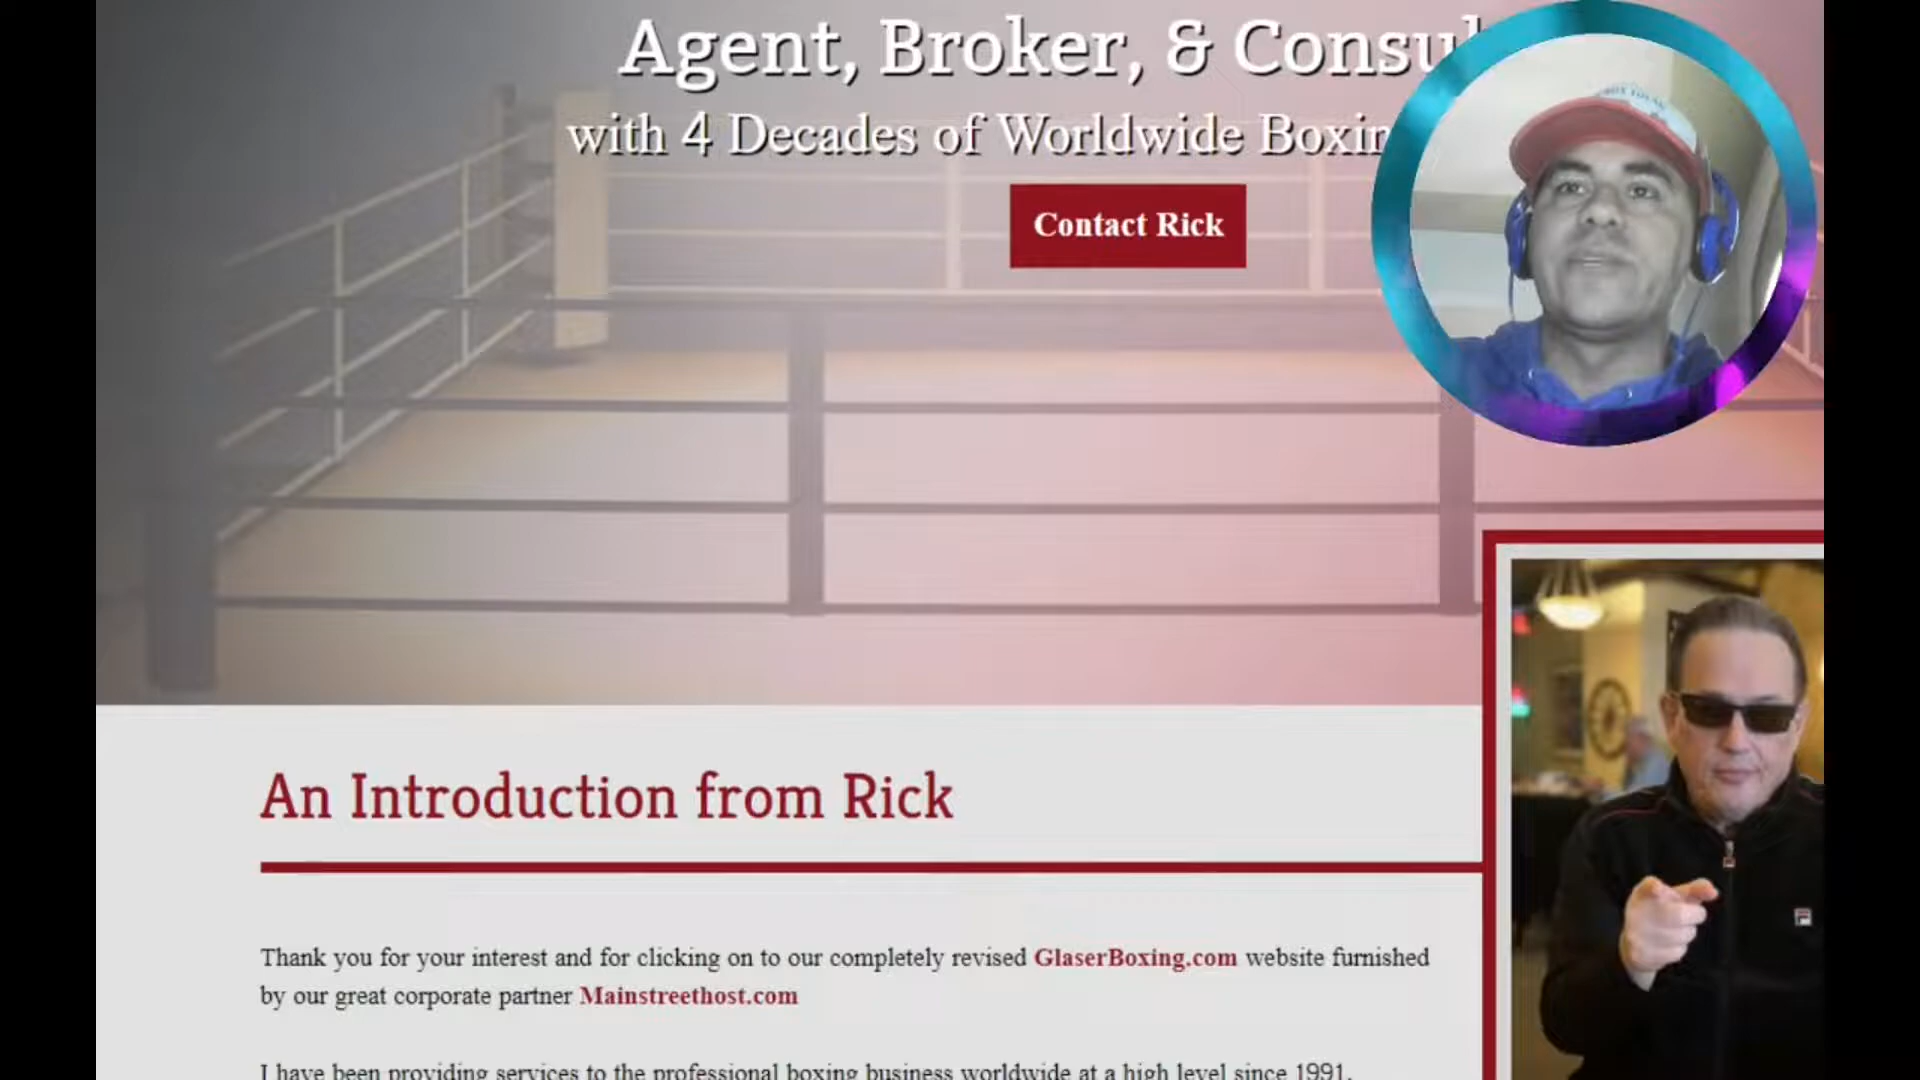 Agent, Broker, & Consul
with 4 Decades of Worldwide Boxin
Contact Rick
An Introduction from Rick
Thank you for your interest and for clicking on to our completely revised GlaserBoxing.com website furnished
by our great corporate partner Mainstreethost.com
I have been providing services to the professional boxing business worldwide at a high level since 1991.